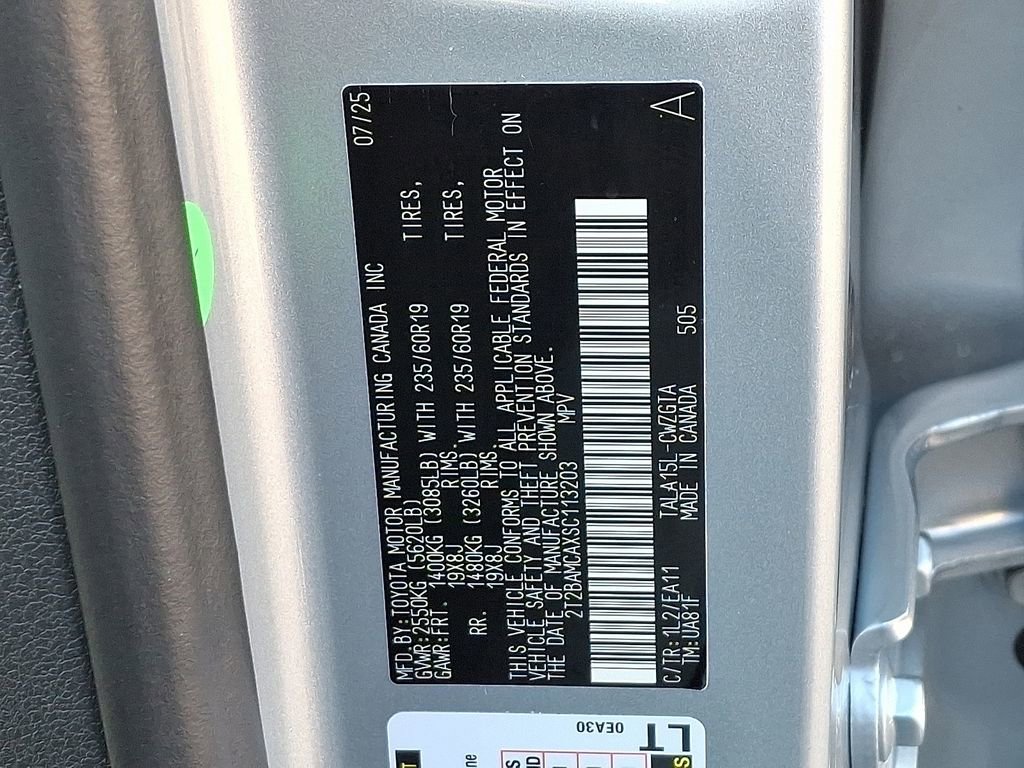 MFD.BY:TOYOTA MOTOR MANUFACTURING CANADA INC 07/25
GVWR:2550KG (5620LB)
GAWR:FRT. 1400KG (3085LB) WITH 235/60R19 TIRES,
19X8J RIMS.
RR. 1480KG (3260LB) WITH 235/60R19 TIRES,
19X8J RIMS.
THIS VEHICLE CONFORMS TO ALL APPLICABLE FEDERAL MOTOR
VEHICLE SAFETY AND THEFT PREVENTION STANDARDS IN EFFECT ON
THE DATE OF MANUFACTURE SHOWN ABOVE.
2T2BAMCAXSC113203 MPV
C/TR:1L2/EA11 TALA15L-CWZGTA 505
TM:UA81F MADE IN CANADA
A
0EA30
LT